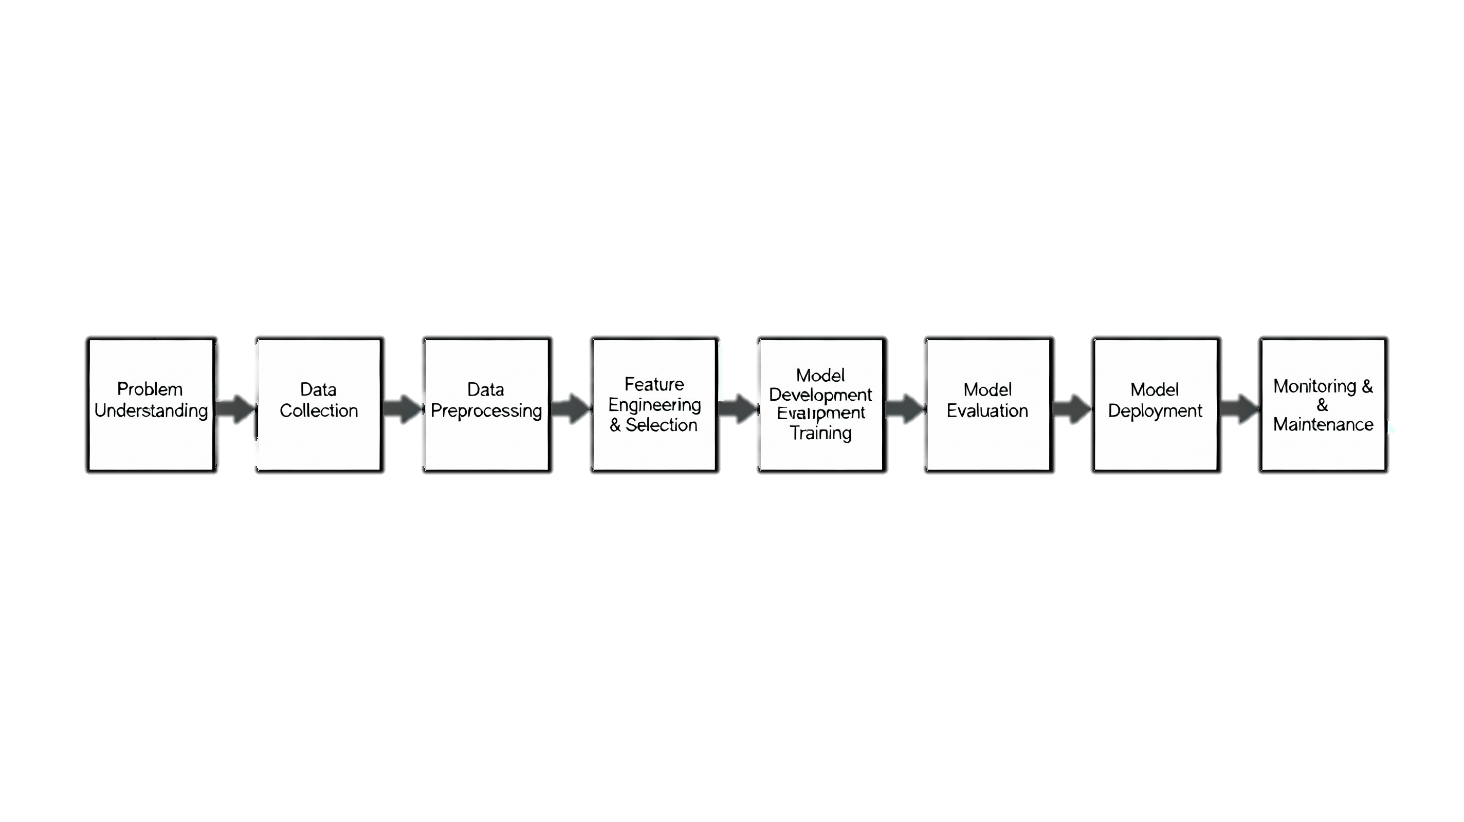 Problem
Understanding
Data
Collection
Data
Preprocessing
Feature
Engineering
& Selection
Model
Development
Training
Model
Evaluation
Model
Deployment
Monitoring &
&
Maintenance